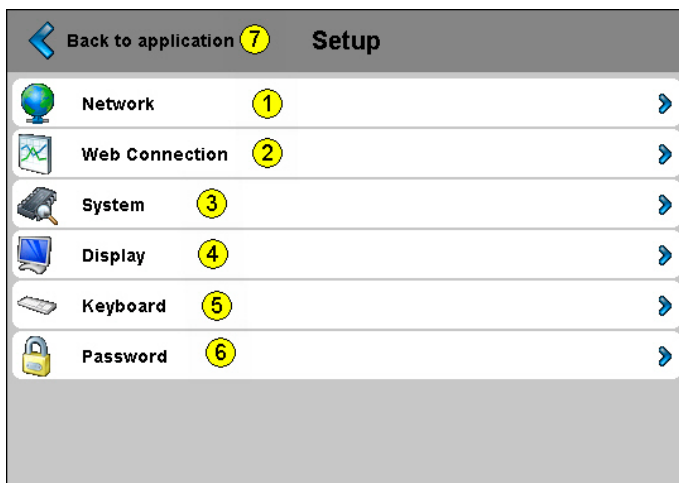 Back to application 7 Setup
Network 1
Web Connection 2
System 3
Display 4
Keyboard 5
Password 6